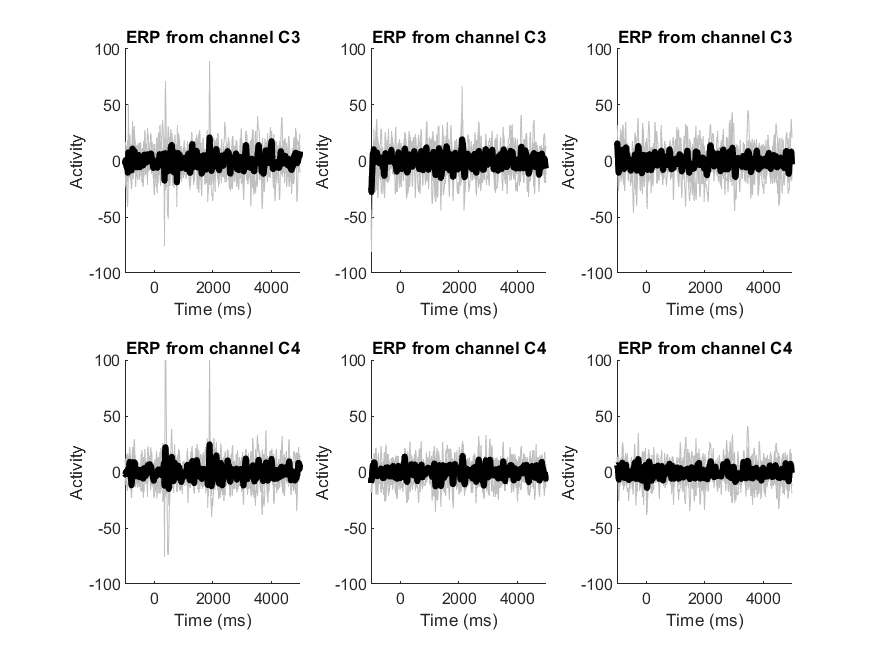 ERP from channel C3 ERP from channel C3 ERP from channel C3
100 100 100
50 50 50
Activity Activity Activity
0 0 0
-50 -50 -50
-100 -100 -100
0 2000 4000 0 2000 4000 0 2000 4000
Time (ms) Time (ms) Time (ms)
ERP from channel C4 ERP from channel C4 ERP from channel C4
100 100 100
50 50 50
Activity Activity Activity
0 0 0
-50 -50 -50
-100 -100 -100
0 2000 4000 0 2000 4000 0 2000 4000
Time (ms) Time (ms) Time (ms)